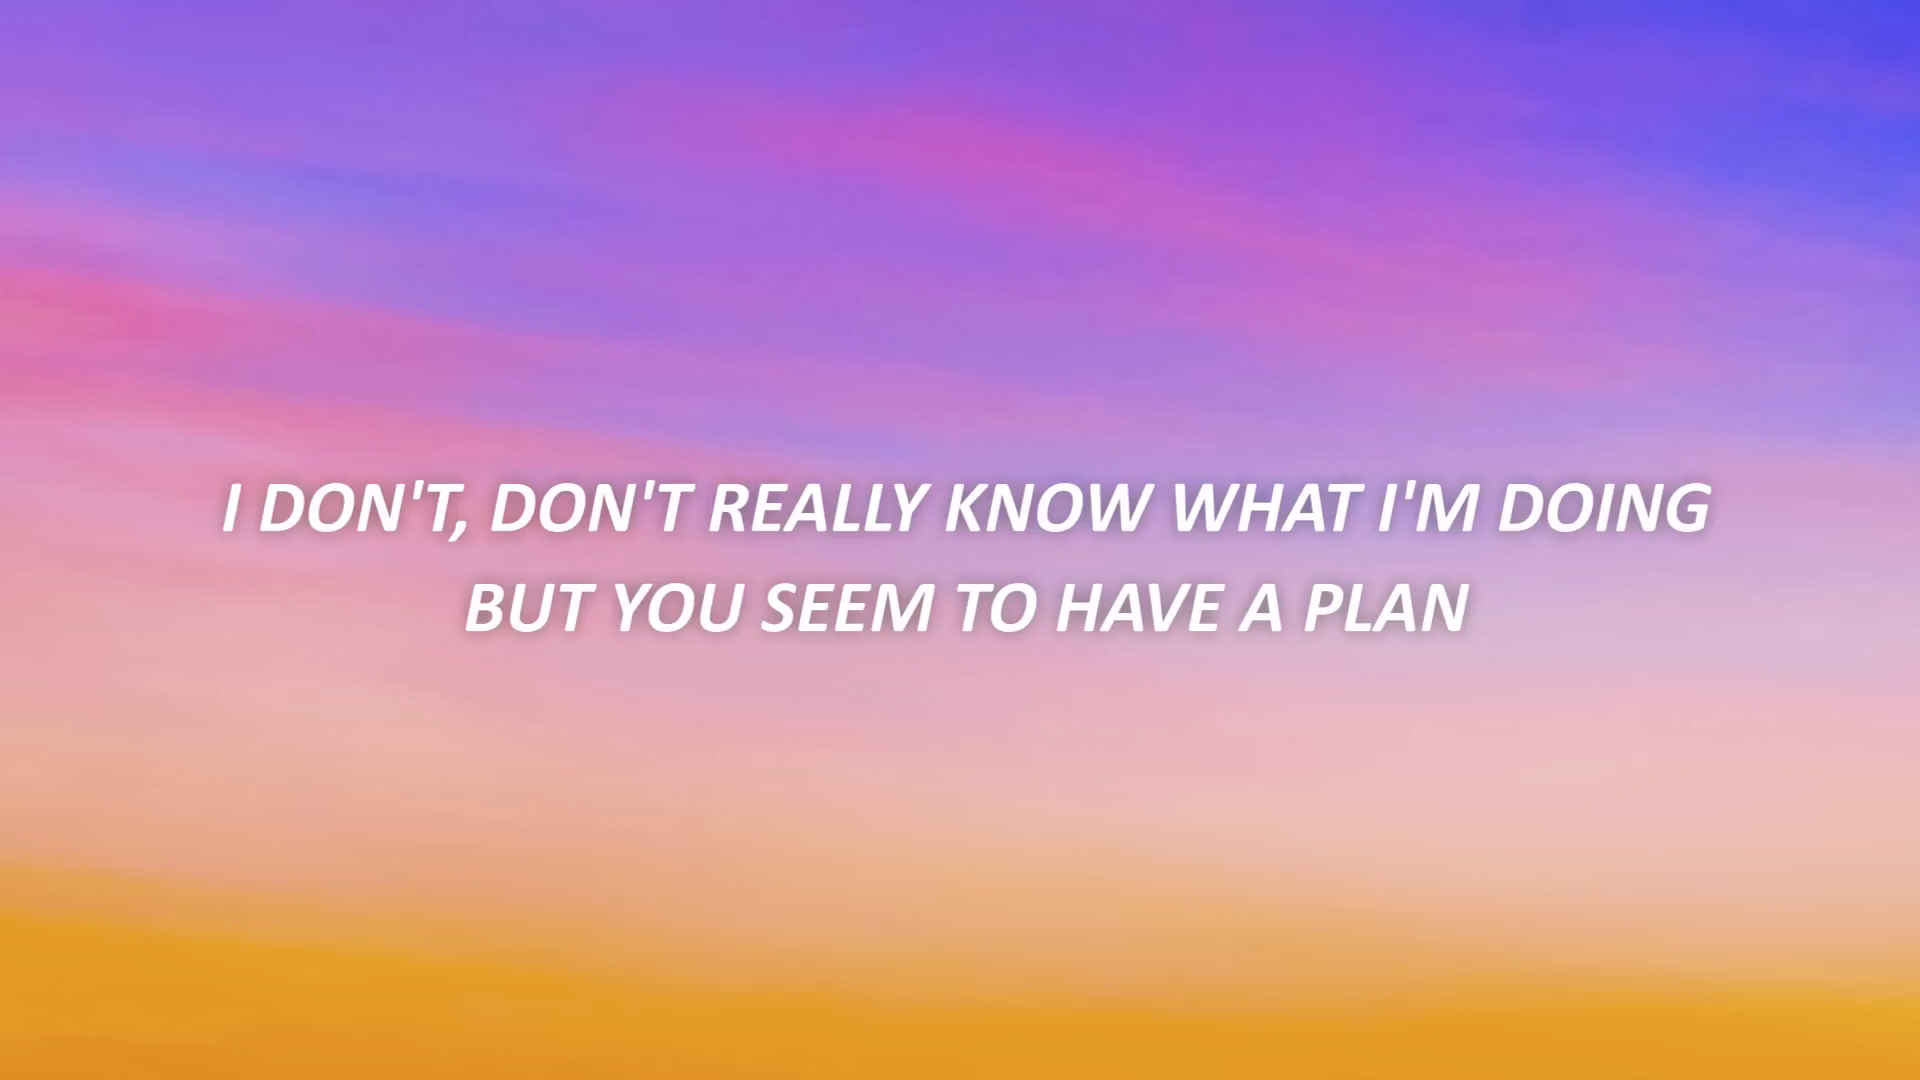 I DON'T, DON'T REALLY KNOW WHAT I'M DOING
BUT YOU SEEM TO HAVE A PLAN